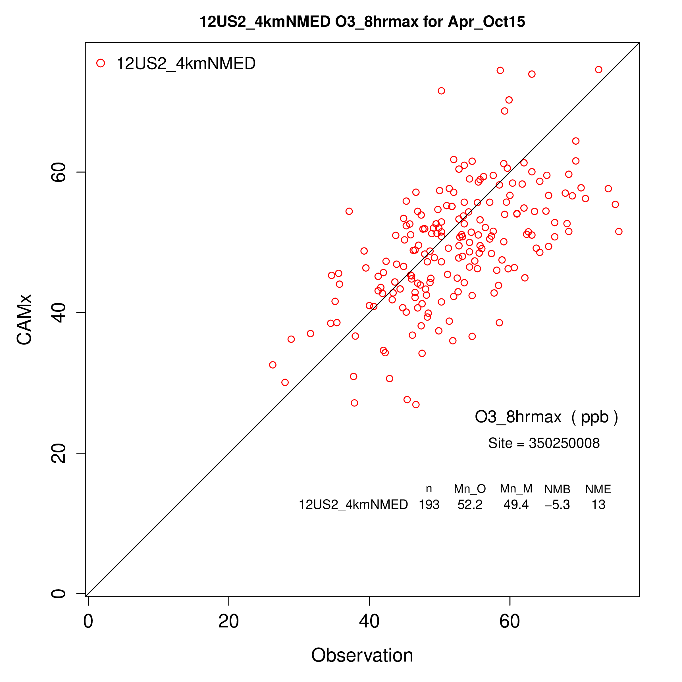 12US2_4kmNMED O3_8hrmax for Apr_Oct15
12US2_4kmNMED
60
40
20
0
CAMx
O3_8hrmax ( ppb )
Site = 350250008
n Mn_O Mn_M NMB NME
12US2_4kmNMED 193 52.2 49.4 −5.3 13
0 20 40 60
Observation